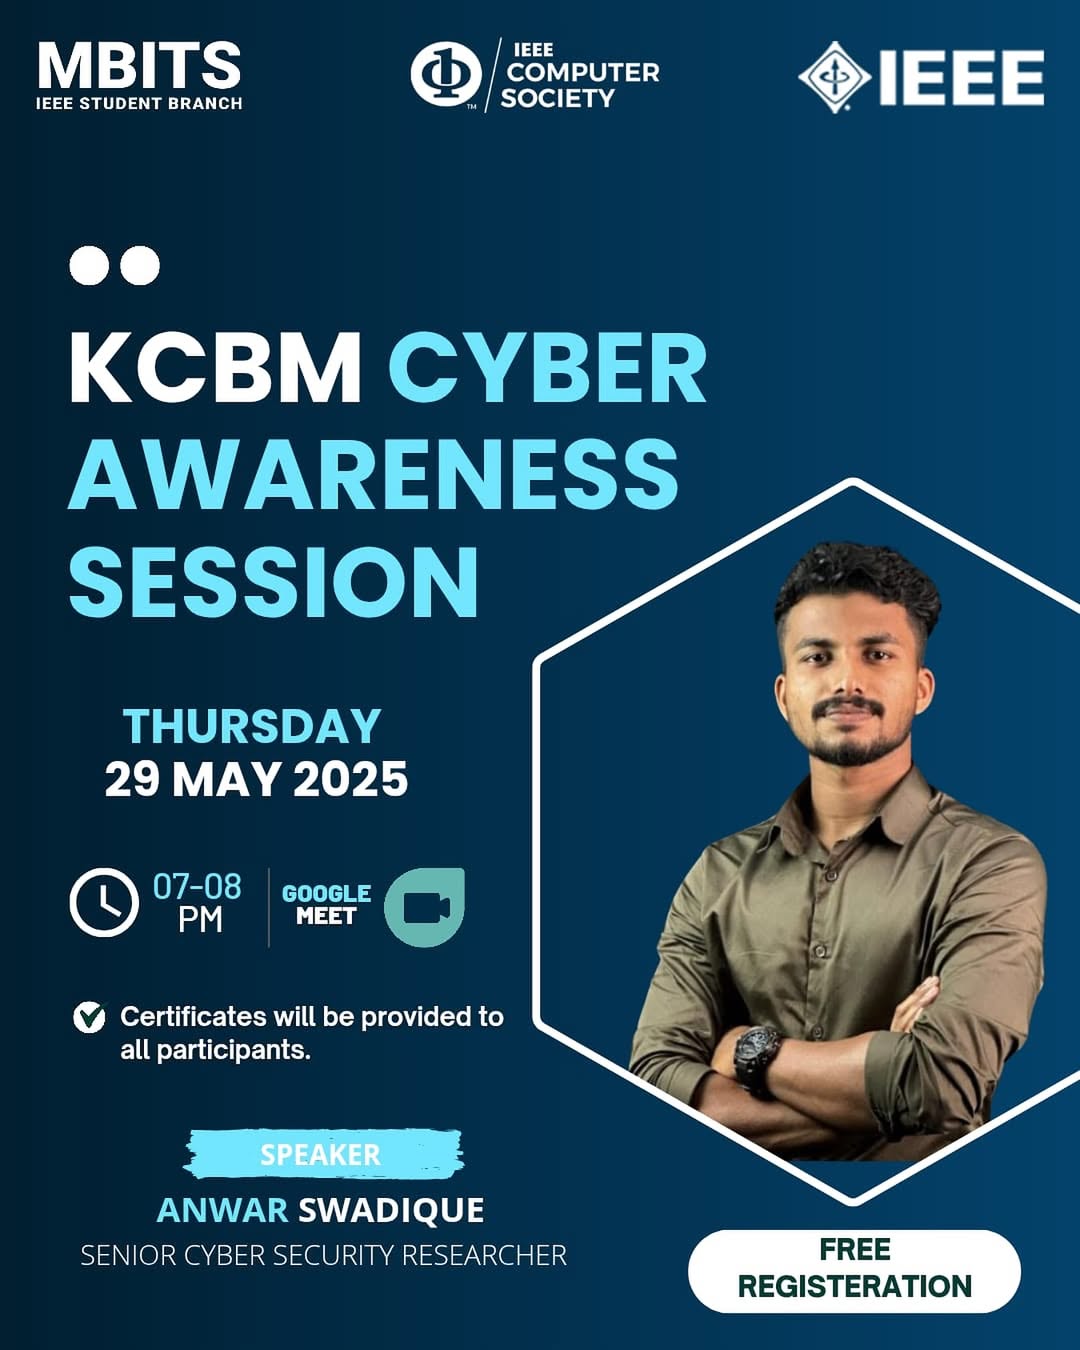 MBITS
IEEE STUDENT BRANCH
IEEE
COMPUTER
SOCIETY
TM
IEEE
KCBM CYBER
AWARENESS
SESSION
THURSDAY
29 MAY 2025
07-08
PM
GOOGLE
MEET
Certificates will be provided to
all participants.
SPEAKER
ANWAR SWADIQUE
SENIOR CYBER SECURITY RESEARCHER
FREE
REGISTERATION